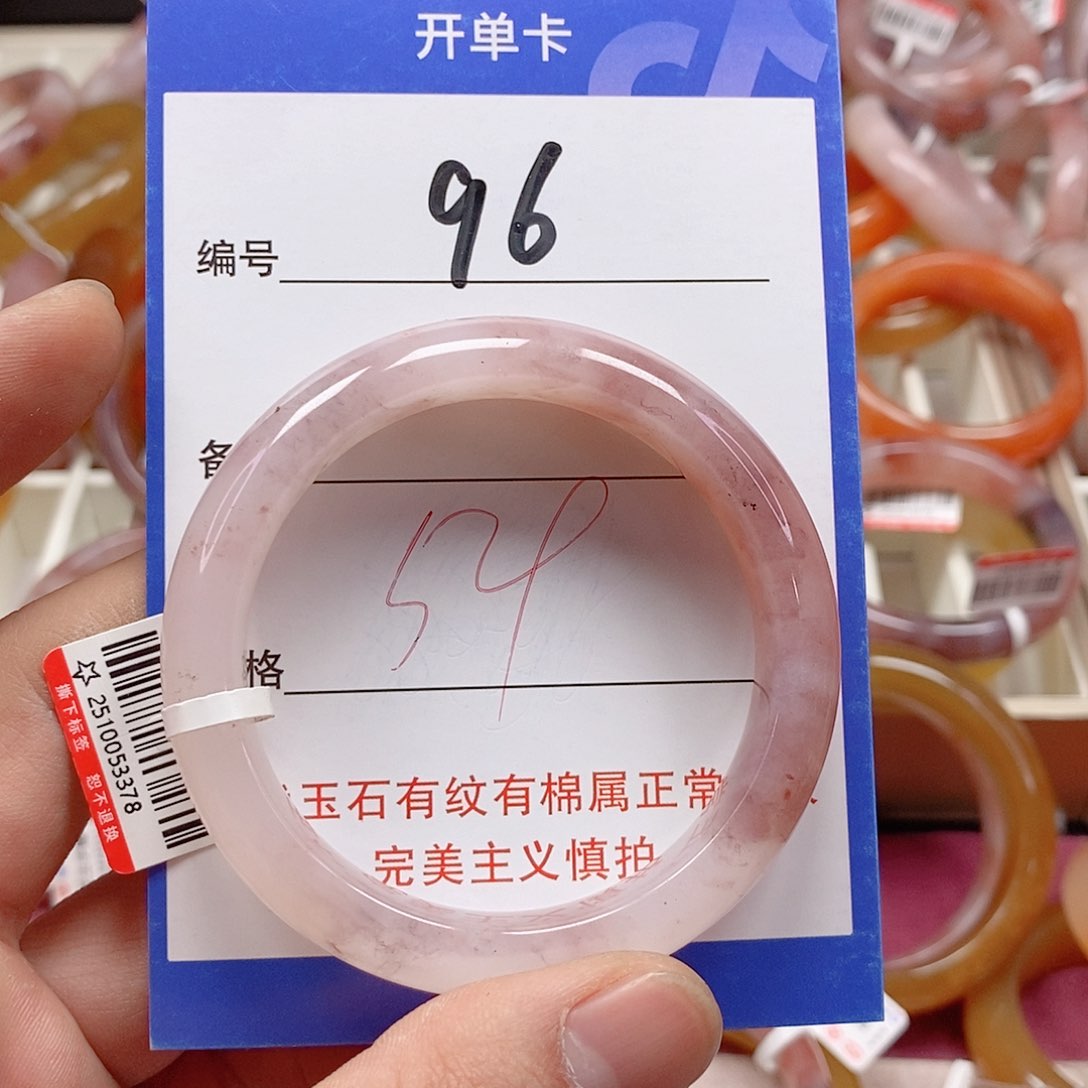 开单卡
编号 96
备
54
格
玉石有纹有棉属正常
完美主义慎拍
2510053378
撕下标签 恕不退换